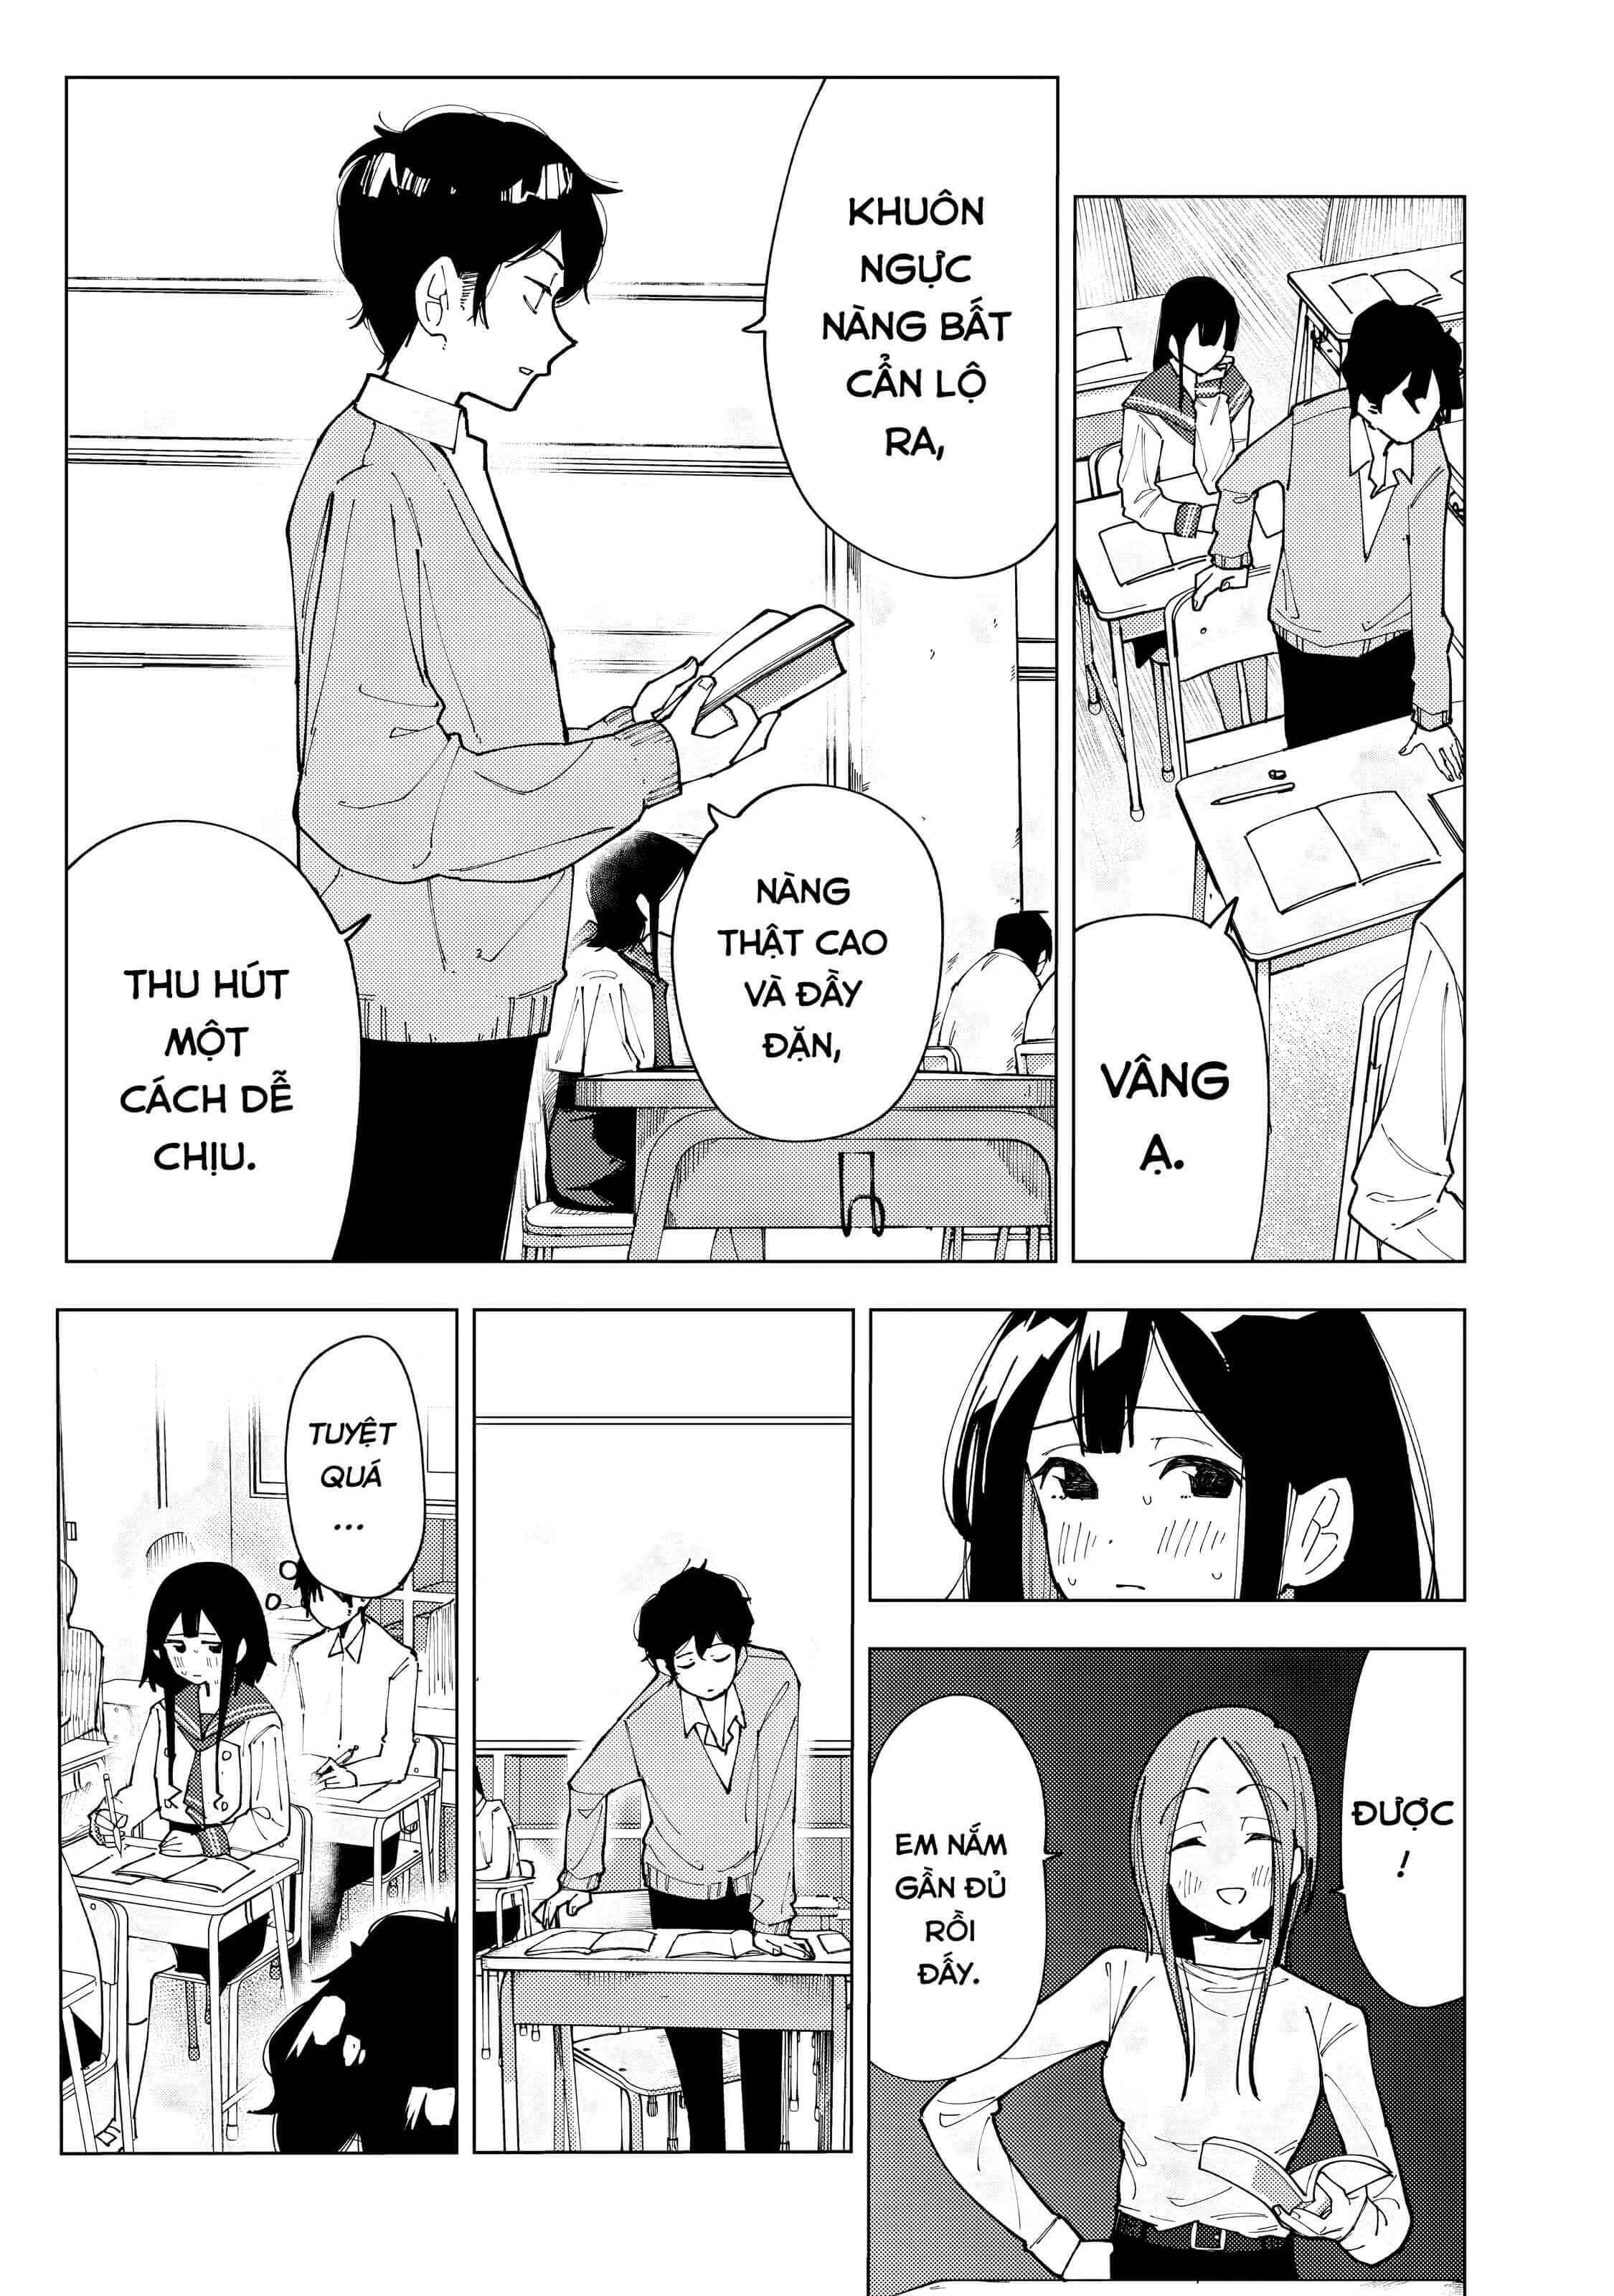 VÂNG
Ạ.
KHUÔN
NGỰC
NÀNG BẤT
CẨN LỘ
RA,
NÀNG
THẬT CAO
VÀ ĐẦY
ĐẶN,
THU HÚT
MỘT
CÁCH DỄ
CHỊU.
ĐƯỢC
!
EM NẮM
GẦN ĐỦ
RỒI
ĐẤY.
TUYỆT
QUÁ
...